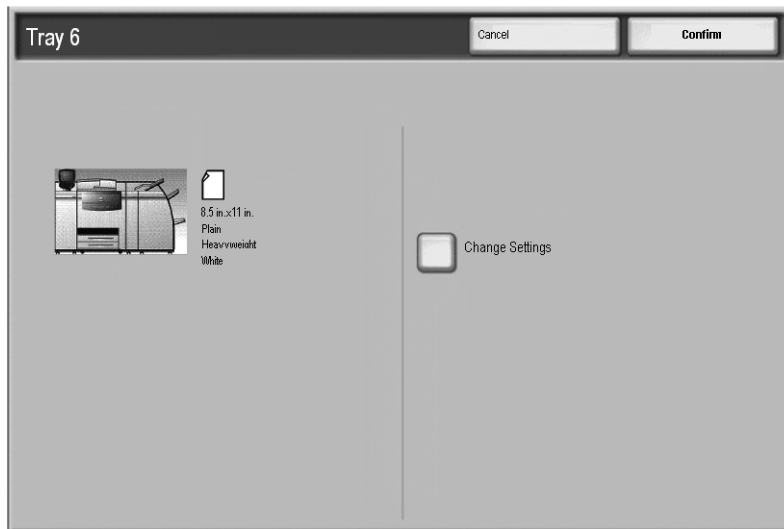 Tray 6
Cancel
Confirm
8.5 in.x11 in.
Plain
Heavyweight
White
Change Settings